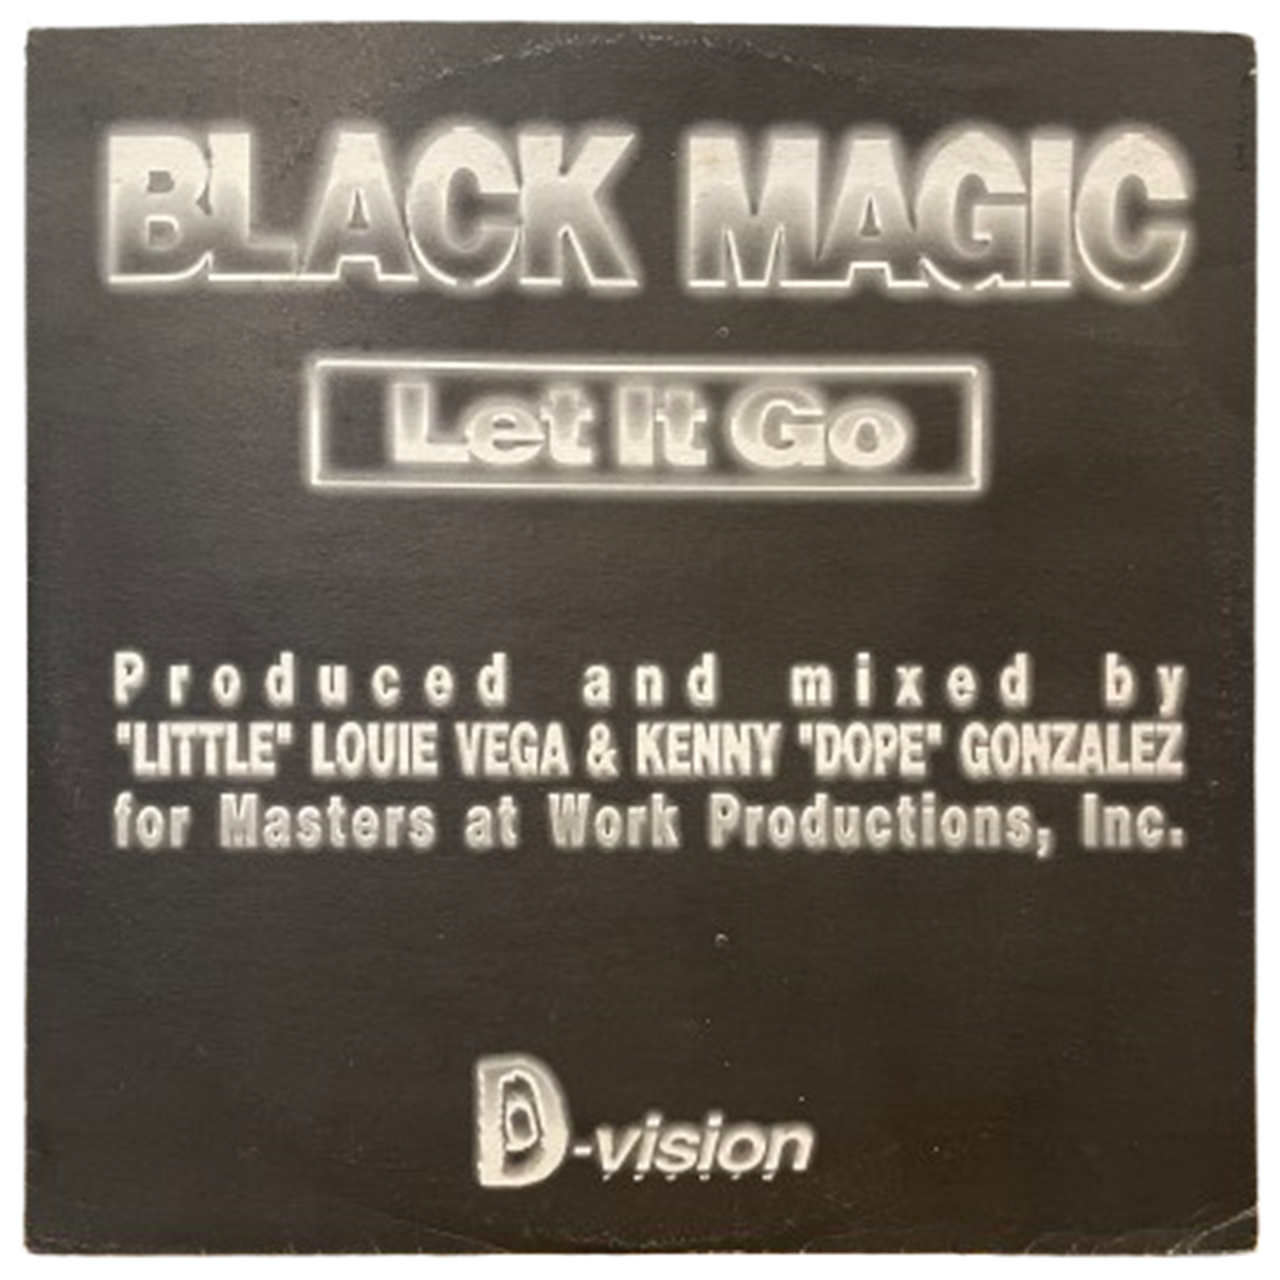 BLACK MAGIC
Let It Go
Produced and mixed by
"LITTLE" LOUIE VEGA & KENNY "DOPE" GONZALEZ
for Masters at Work Productions, Inc.
D-vision